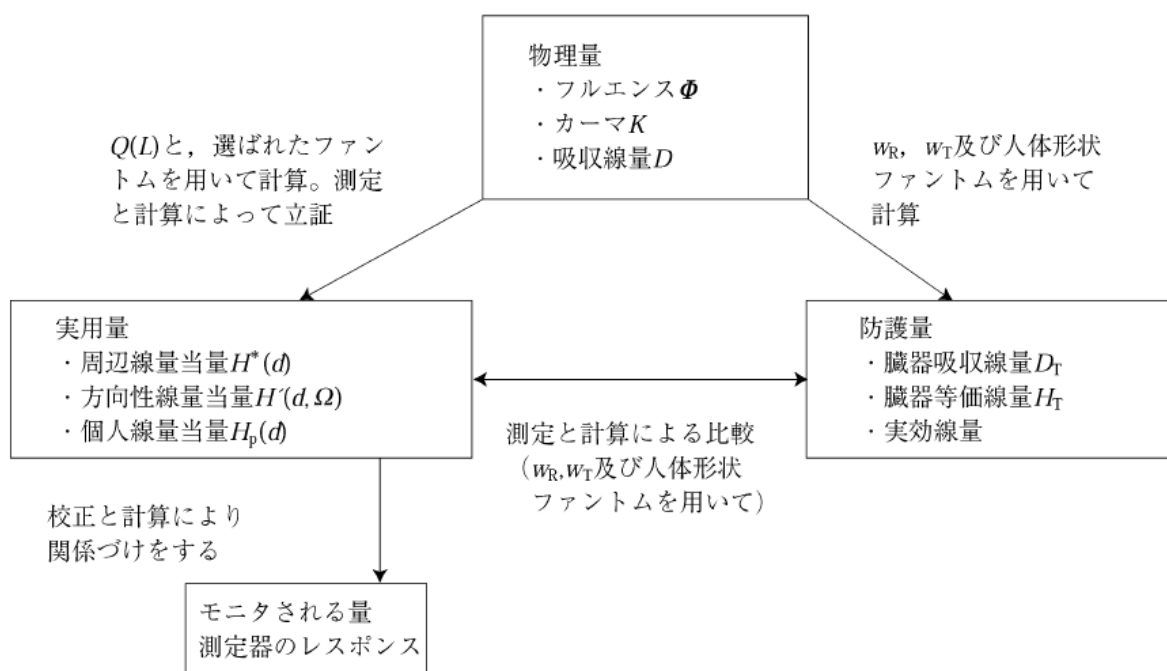 物理量
・フルエンスΦ
・カーマK
・吸収線量D
Q(L)と，選ばれたファン
トムを用いて計算。測定
と計算によって立証
wR，wT及び人体形状
ファントムを用いて
計算
実用量
・周辺線量当量H*(d)
・方向性線量当量H′(d, Ω)
・個人線量当量Hp(d)
防護量
・臓器吸収線量DT
・臓器等価線量HT
・実効線量
測定と計算による比較
（wR,wT及び人体形状
ファントムを用いて）
校正と計算により
関係づけをする
モニタされる量
測定器のレスポンス